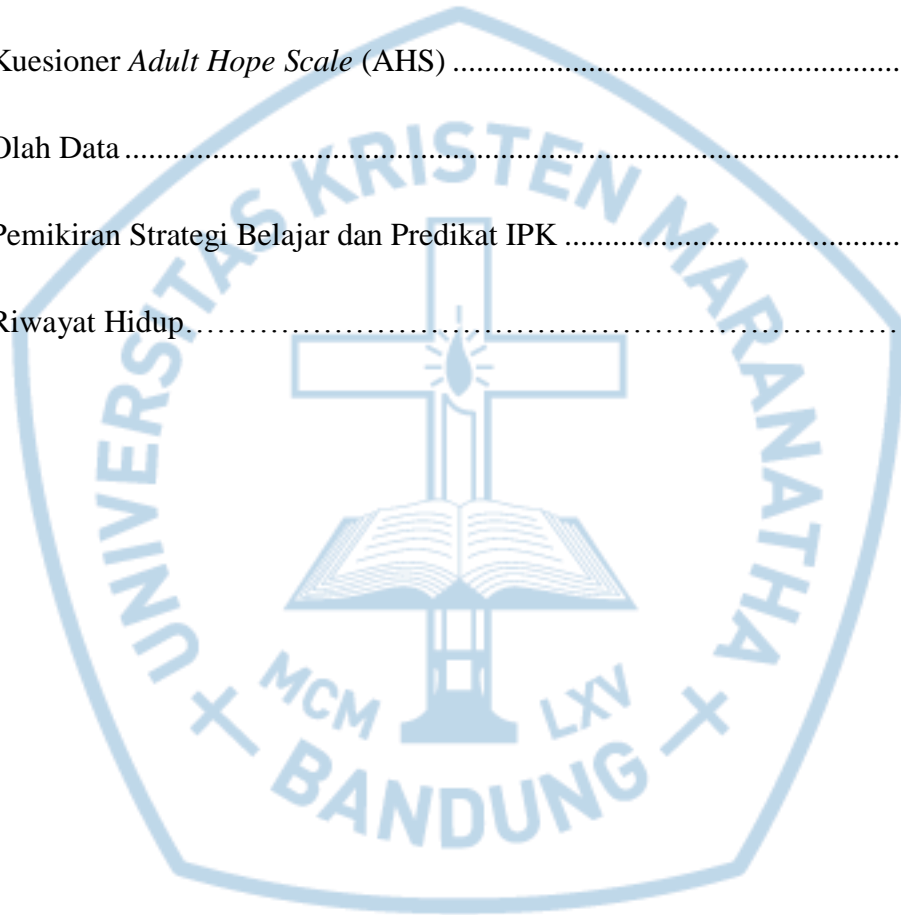 Kuesioner Adult Hope Scale (AHS) ........................................................
Olah Data .................................................................................................
Pemikiran Strategi Belajar dan Predikat IPK ..........................................
Riwayat Hidup……………………………………………………………
UNIVERSITAS KRISTEN MARANATHA
MCM LXV
BANDUNG